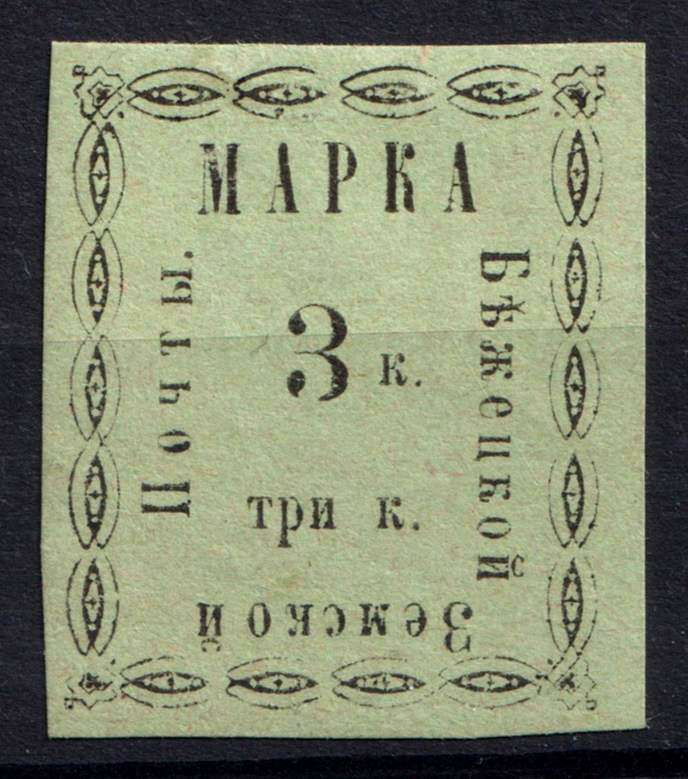 МАРКА
Бѣжецкой
Земской
Почты.
3 к.
три к.